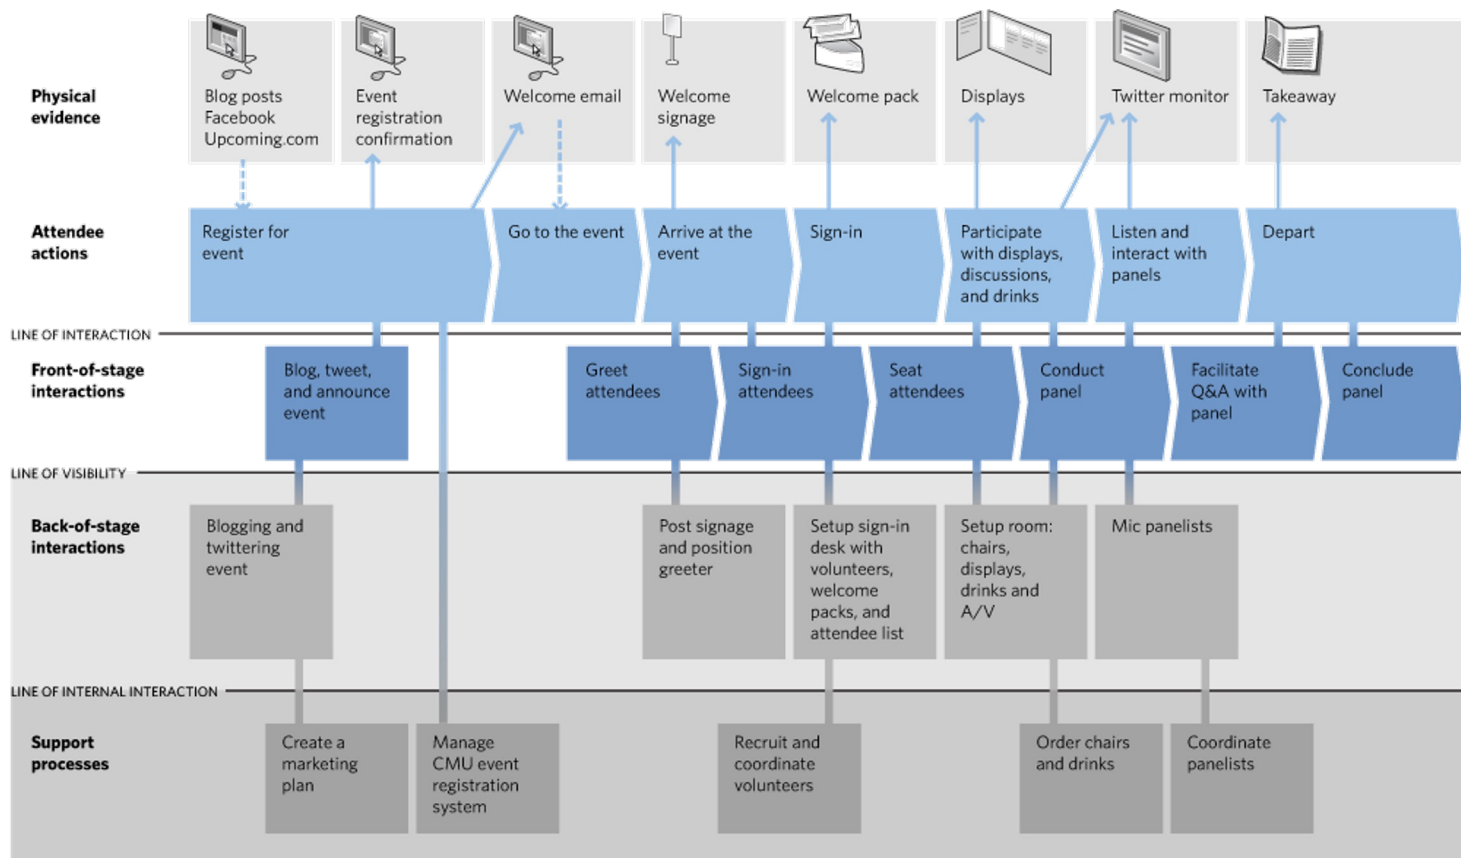 Physical
evidence
Blog posts
Facebook
Upcoming.com
Event
registration
confirmation
Welcome email
Welcome
signage
Welcome pack
Displays
Twitter monitor
Takeaway
Attendee
actions
Register for
event
Go to the event
Arrive at the
event
Sign-in
Participate
with displays,
discussions,
and drinks
Listen and
interact with
panels
Depart
LINE OF INTERACTION
Front-of-stage
interactions
Blog, tweet,
and announce
event
Greet
attendees
Sign-in
attendees
Seat
attendees
Conduct
panel
Facilitate
Q&A with
panel
Conclude
panel
LINE OF VISIBILITY
Back-of-stage
interactions
Blogging and
twittering
event
Post signage
and position
greeter
Setup sign-in
desk with
volunteers,
welcome
packs, and
attendee list
Setup room:
chairs,
displays,
drinks and
A/V
Mic panelists
LINE OF INTERNAL INTERACTION
Support
processes
Create a
marketing
plan
Manage
CMU event
registration
system
Recruit and
coordinate
volunteers
Order chairs
and drinks
Coordinate
panelists